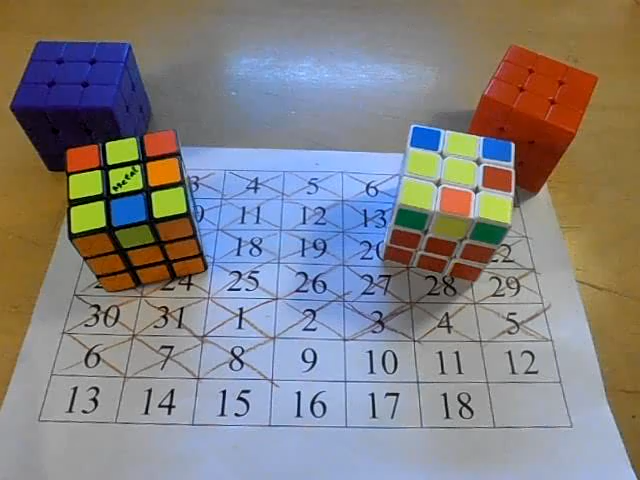 Metal
3 4 5 6
11 12 13
18 19 20 22
24 25 26 27 28 29
30 31 1 2 3 4 5
6 7 8 9 10 11 12
13 14 15 16 17 18